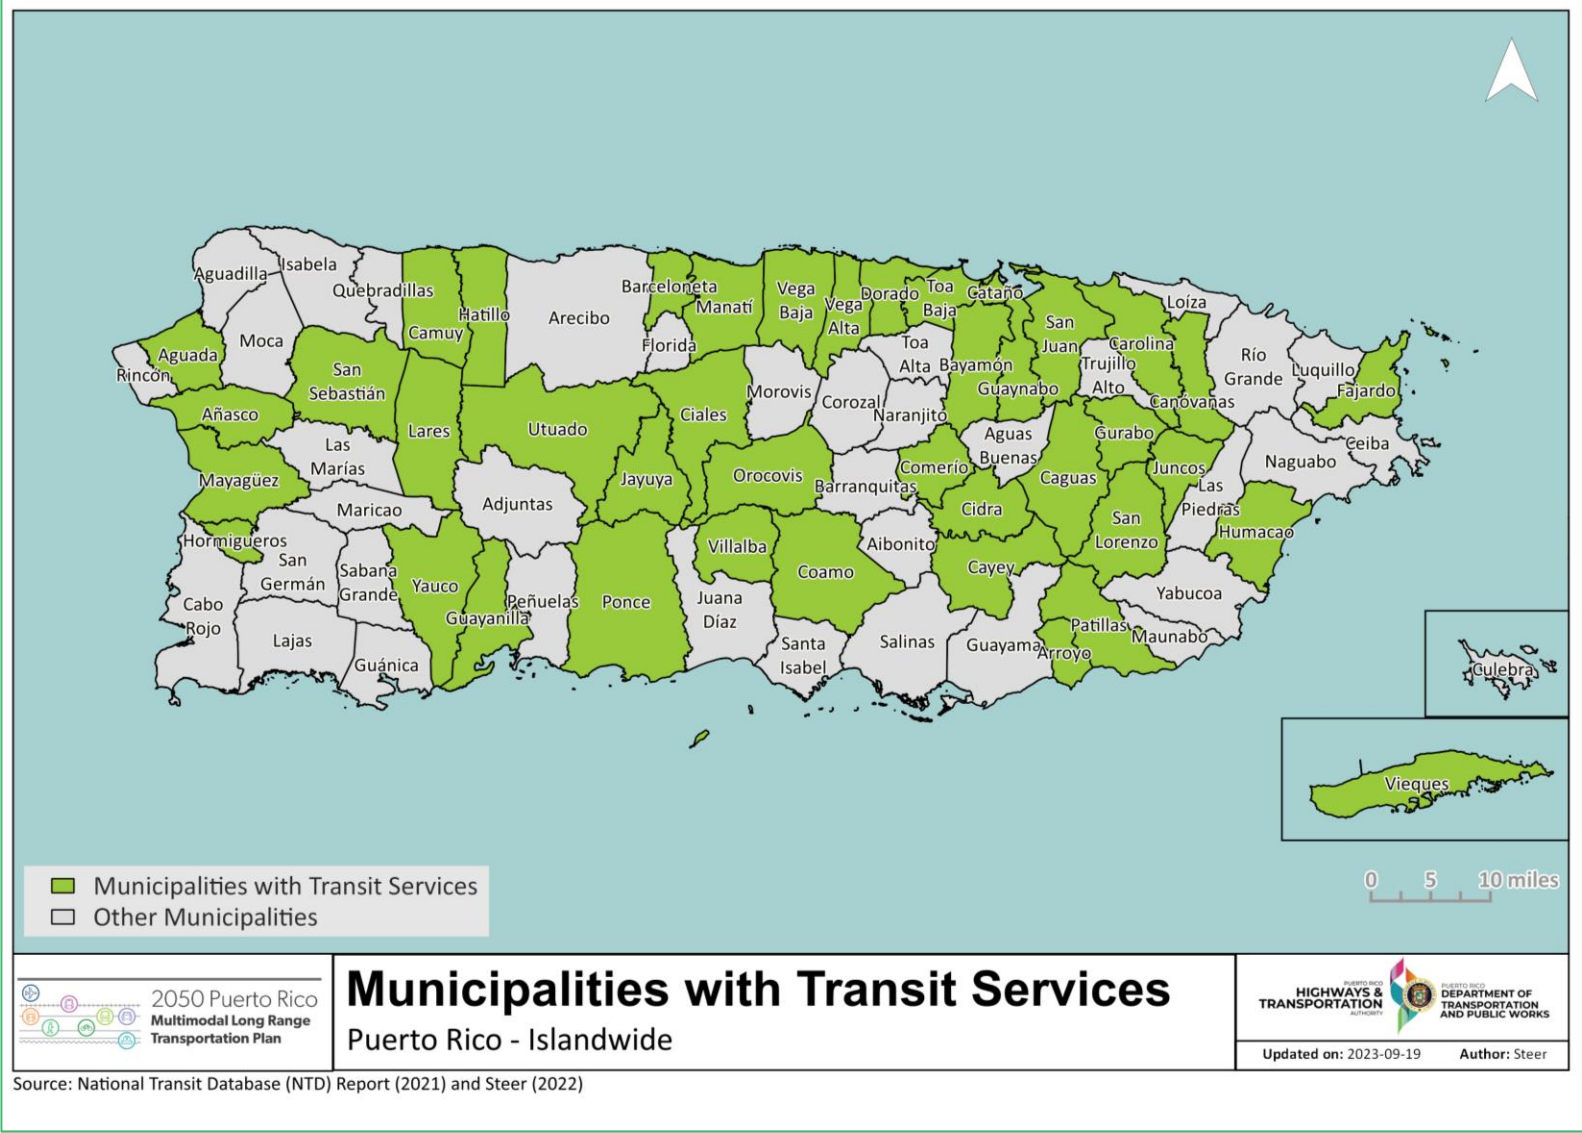 Aguadilla
Isabela
Quebradillas
Camuy
Hatillo
Arecibo
Barceloneta
Manatí
Vega
Baja
Vega
Alta
Dorado
Toa
Baja
Cataño
San
Juan
Carolina
Loíza
Moca
Aguada
Rincón
San
Sebastián
Florida
Toa
Alta
Bayamón
Guaynabo
Trujillo
Alto
Canóvanas
Río
Grande
Luquillo
Fajardo
Añasco
Lares
Utuado
Ciales
Morovis
Corozal
Naranjito
Aguas
Buenas
Gurabo
Ceiba
Naguabo
Las
Marías
Mayagüez
Jayuya
Orocovis
Barranquitas
Comerío
Caguas
Juncos
Las
Piedras
Maricao
Adjuntas
Cidra
San
Lorenzo
Humacao
Hormigueros
San
Germán
Sabana
Grande
Yauco
Guayanilla
Peñuelas
Ponce
Villalba
Coamo
Aibonito
Cayey
Yabucoa
Cabo
Rojo
Lajas
Guánica
Juana
Díaz
Santa
Isabel
Salinas
Guayama
Arroyo
Patillas
Maunabo
Culebra
Vieques
Municipalities with Transit Services
Other Municipalities
0 5 10 miles
2050 Puerto Rico
Multimodal Long Range
Transportation Plan
Municipalities with Transit Services
Puerto Rico - Islandwide
PUERTO RICO
HIGHWAYS &
TRANSPORTATION
AUTHORITY
PUERTO RICO
DEPARTMENT OF
TRANSPORTATION
AND PUBLIC WORKS
Updated on: 2023-09-19 Author: Steer
Source: National Transit Database (NTD) Report (2021) and Steer (2022)